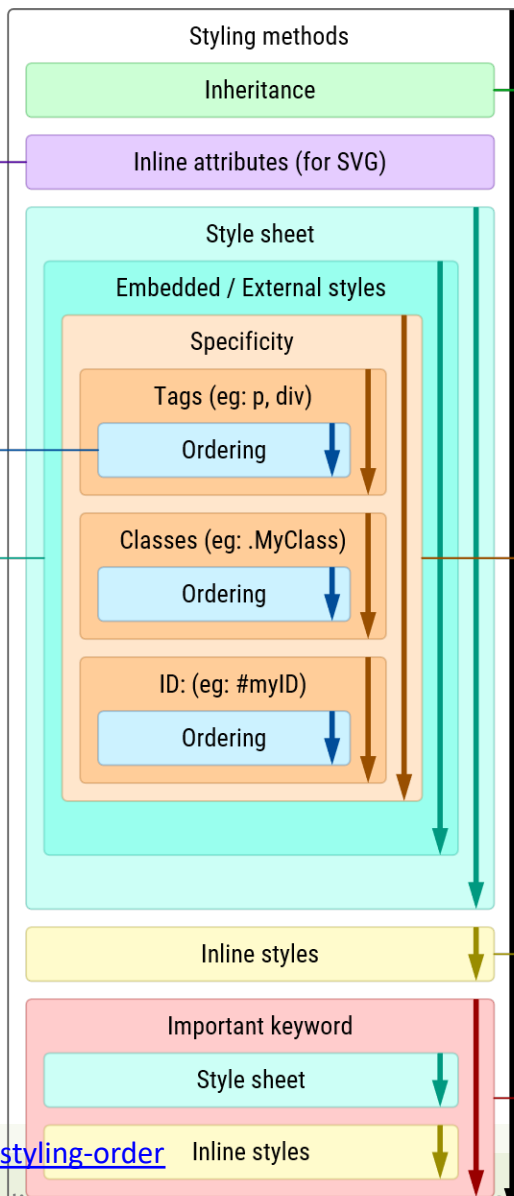 Styling methods
Inheritance
Inline attributes (for SVG)
Style sheet
Embedded / External styles
Specificity
Tags (eg: p, div)
Ordering
Classes (eg: .MyClass)
Ordering
ID: (eg: #myID)
Ordering
Inline styles
Important keyword
Style sheet
styling-order
Inline styles